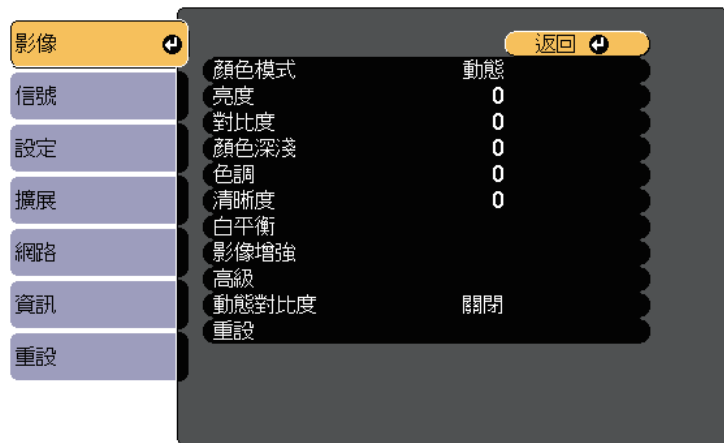 影像
信號
設定
擴展
網路
資訊
重設
返回
顏色模式 動態
亮度 0
對比度 0
顏色深淺 0
色調 0
清晰度 0
白平衡
影像增強
高級
動態對比度 關閉
重設